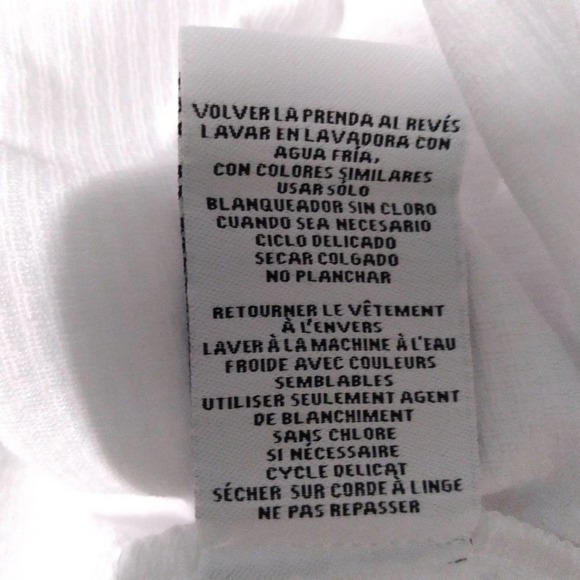 VOLVER LA PRENDA AL REVÉS
LAVAR EN LAVADORA CON
AGUA FRÍA,
CON COLORES SIMILARES
USAR SÓLO
BLANQUEADOR SIN CLORO
CUANDO SEA NECESARIO
CICLO DELICADO
SECAR COLGADO
NO PLANCHAR
RETOURNER LE VÊTEMENT
À L'ENVERS
LAVER À LA MACHINE À L'EAU
FROIDE AVEC COULEURS
SEMBLABLES
UTILISER SEULEMENT AGENT
DE BLANCHIMENT
SANS CHLORE
SI NÉCESSAIRE
CYCLE DELICAT
SÉCHER SUR CORDE À LINGE
NE PAS REPASSER